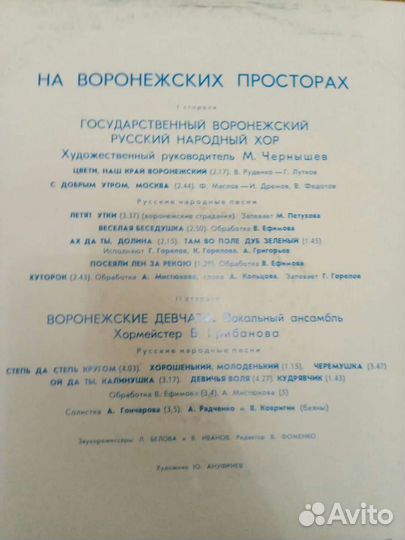 НА ВОРОНЕЖСКИХ ПРОСТОРАХ
I сторона
ГОСУДАРСТВЕННЫЙ ВОРОНЕЖСКИЙ
РУССКИЙ НАРОДНЫЙ ХОР
Художественный руководитель М. Чернышев
ЦВЕТИ, НАШ КРАЙ ВОРОНЕЖСКИЙ (2.17). В. Руденко—Г. Лутков
С ДОБРЫМ УТРОМ, МОСКВА (2.44). Ф. Маслов—И. Дремов, В. Федотов
Русские народные песни
ЛЕТЯТ УТКИ (3.37) (воронежские страдания). Запевает М. Петухова
ВЕСЕЛАЯ БЕСЕДУШКА (2.50). Обработка В. Ефимова
АХ ДА ТЫ, ДОЛИНА (2.15). ТАМ ВО ПОЛЕ ДУБ ЗЕЛЕНЫЙ (1.45)
Исполняют Г. Горелов, К. Горелова, А. Григорьев
ПОСЕЯЛИ ЛЕН ЗА РЕКОЮ Обработка В. Ефимова
ХУТОРОК (2.43). Обработка А. Мистюкова, слова А. Кольцова. Запевает Г. Горелов
II сторона
ВОРОНЕЖСКИЕ Вокальный ансамбль
Хормейстер В. Грибанова
Русские народные песни
СТЕПЬ ДА СТЕПЬ КРУГОМ (4.03). ХОРОШЕНЬКИЙ, МОЛОДЕНЬКИЙ (1.15). ЧЕРЕМУШКА (3.47)
ОЙ ДА ТЫ, КАЛИНУШКА (3.17). ДЕВИЧЬЯ ВОЛЯ (4.27) КУДРЯВЧИК (1.43)
Обработка В. Ефимова (3,4), А. Мистюкова (5)
Солистка А. Гончарова (3,5). А. Радченко и В. Ковригин (баяны)
Звукорежиссеры Л. БЕЛОВА и В. ИВАНОВ. Редактор В. ФОМЕНКО
Художник Ю. АНУФРИЕВ
Avito